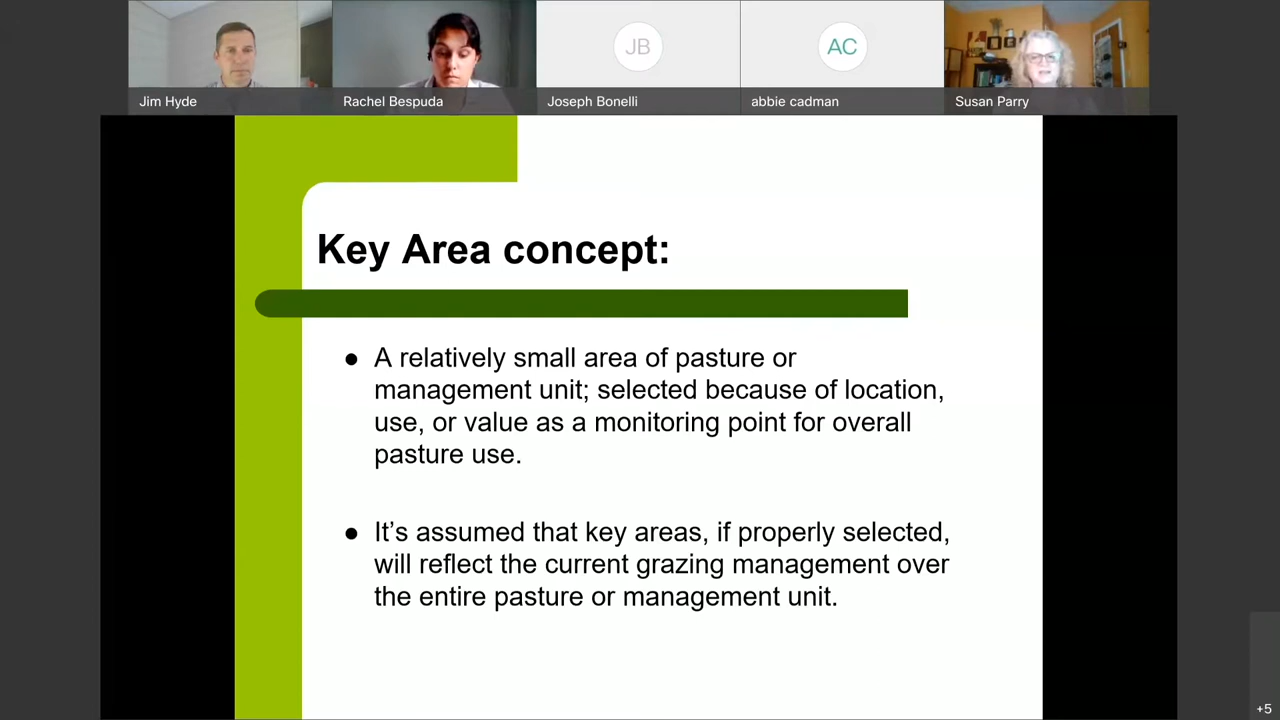 JB
AC
Jim Hyde
Rachel Bespuda
Joseph Bonelli
abbie cadman
Susan Parry
Key Area concept:
● A relatively small area of pasture or
management unit; selected because of location,
use, or value as a monitoring point for overall
pasture use.
● It’s assumed that key areas, if properly selected,
will reflect the current grazing management over
the entire pasture or management unit.
+5